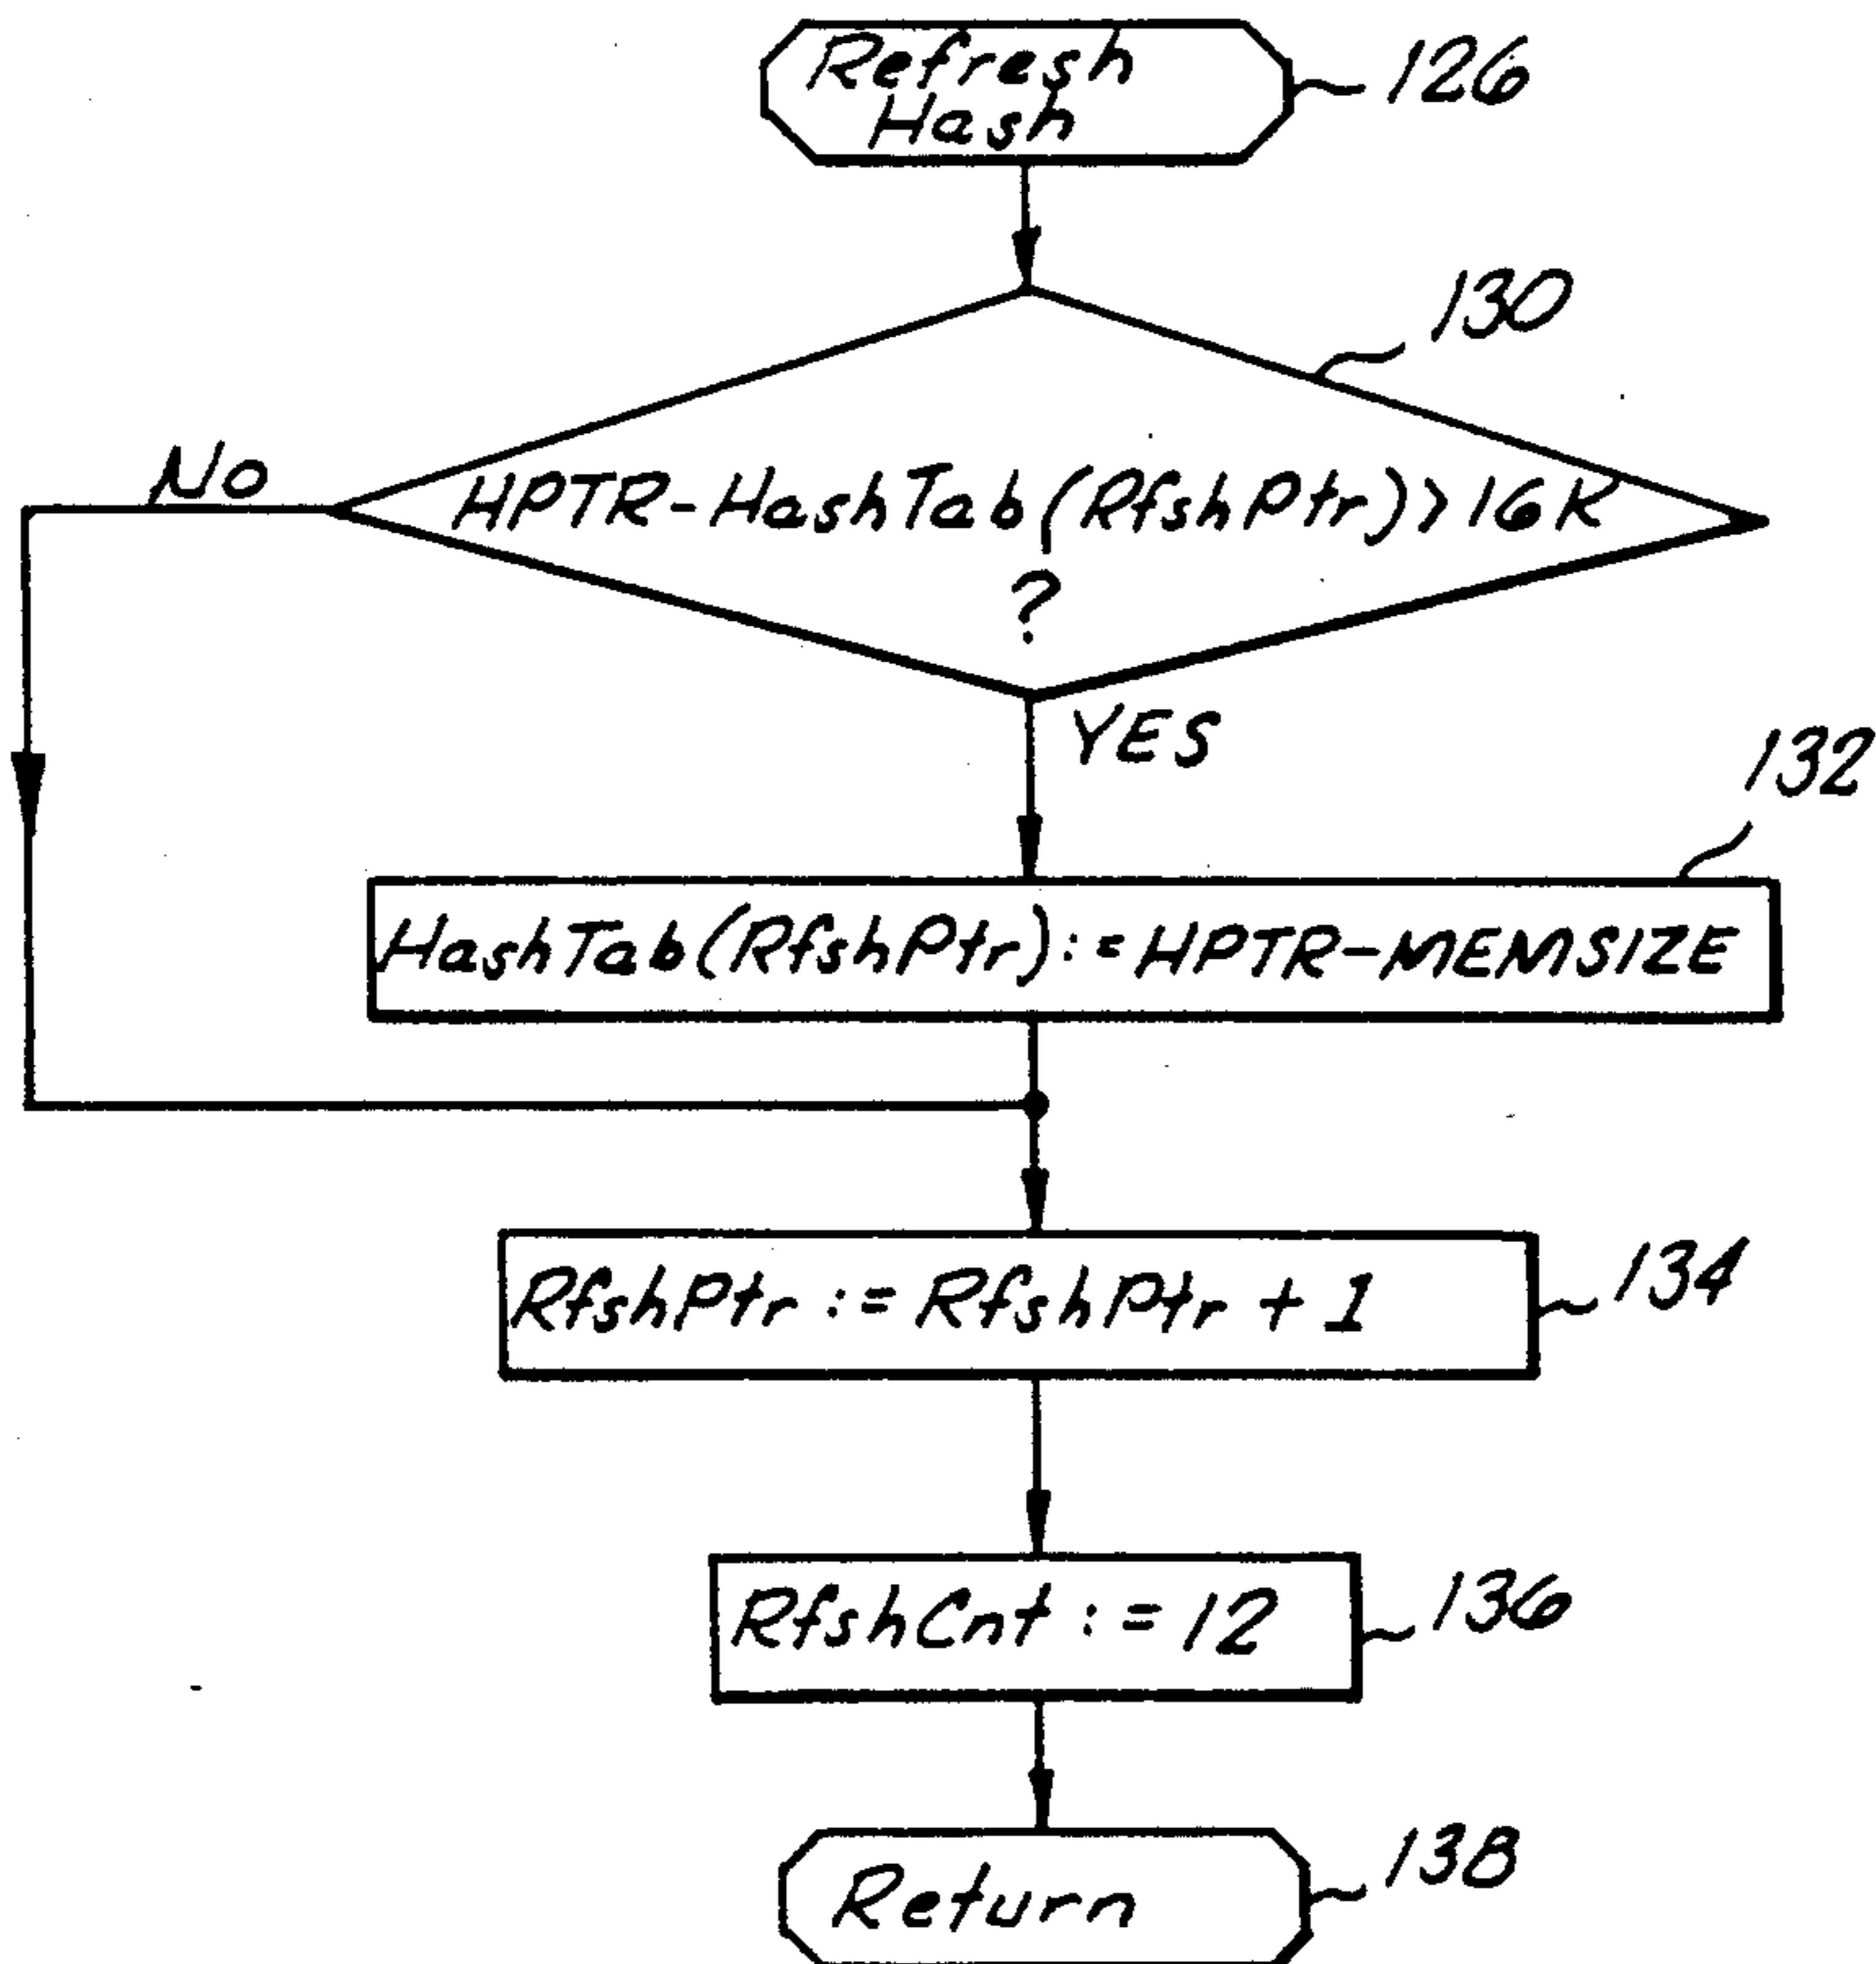 Refresh
Hash
126
130
No
HPTR-HashTab(RfshPtr)>16K
?
YES
132
HashTab(RfshPtr):=HPTR-MEMSIZE
RfshPtr := RfshPtr + 1
134
RfshCnt := 12
136
Return
138